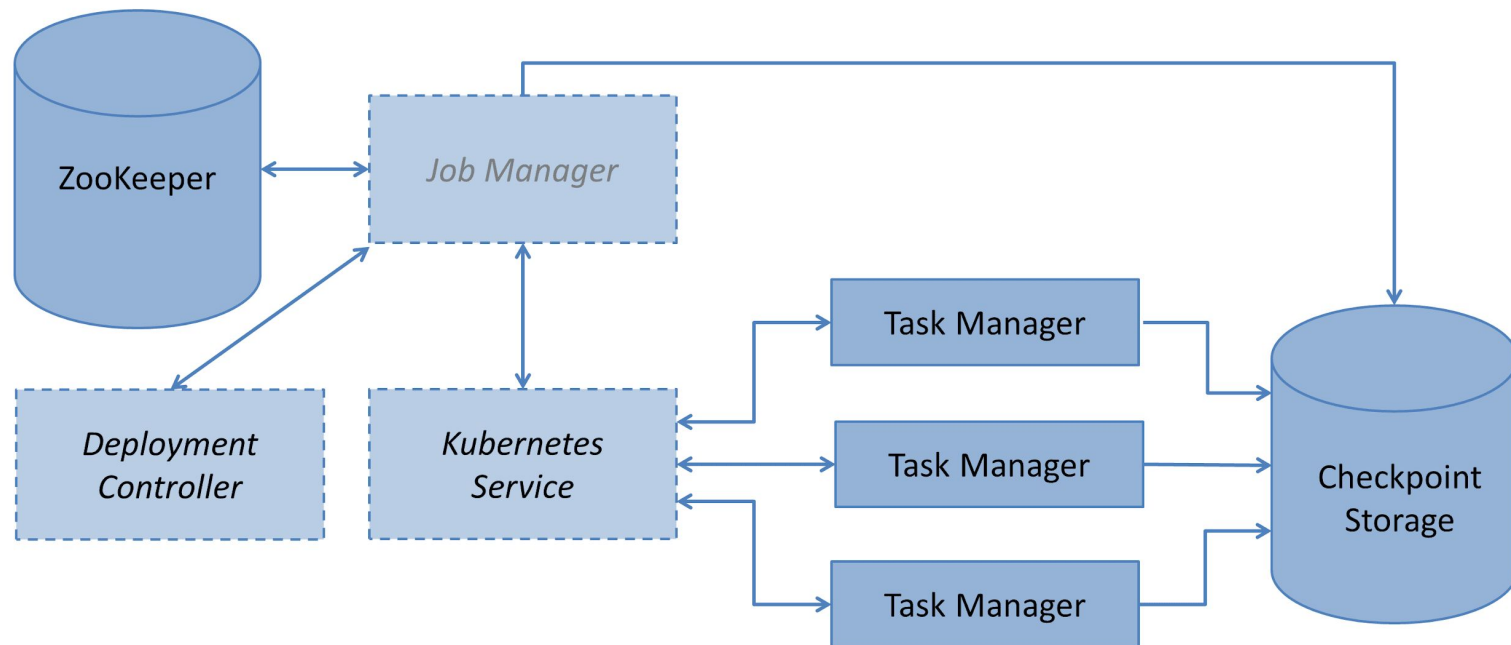 ZooKeeper
Job Manager
Deployment
Controller
Kubernetes
Service
Task Manager
Task Manager
Task Manager
Checkpoint
Storage